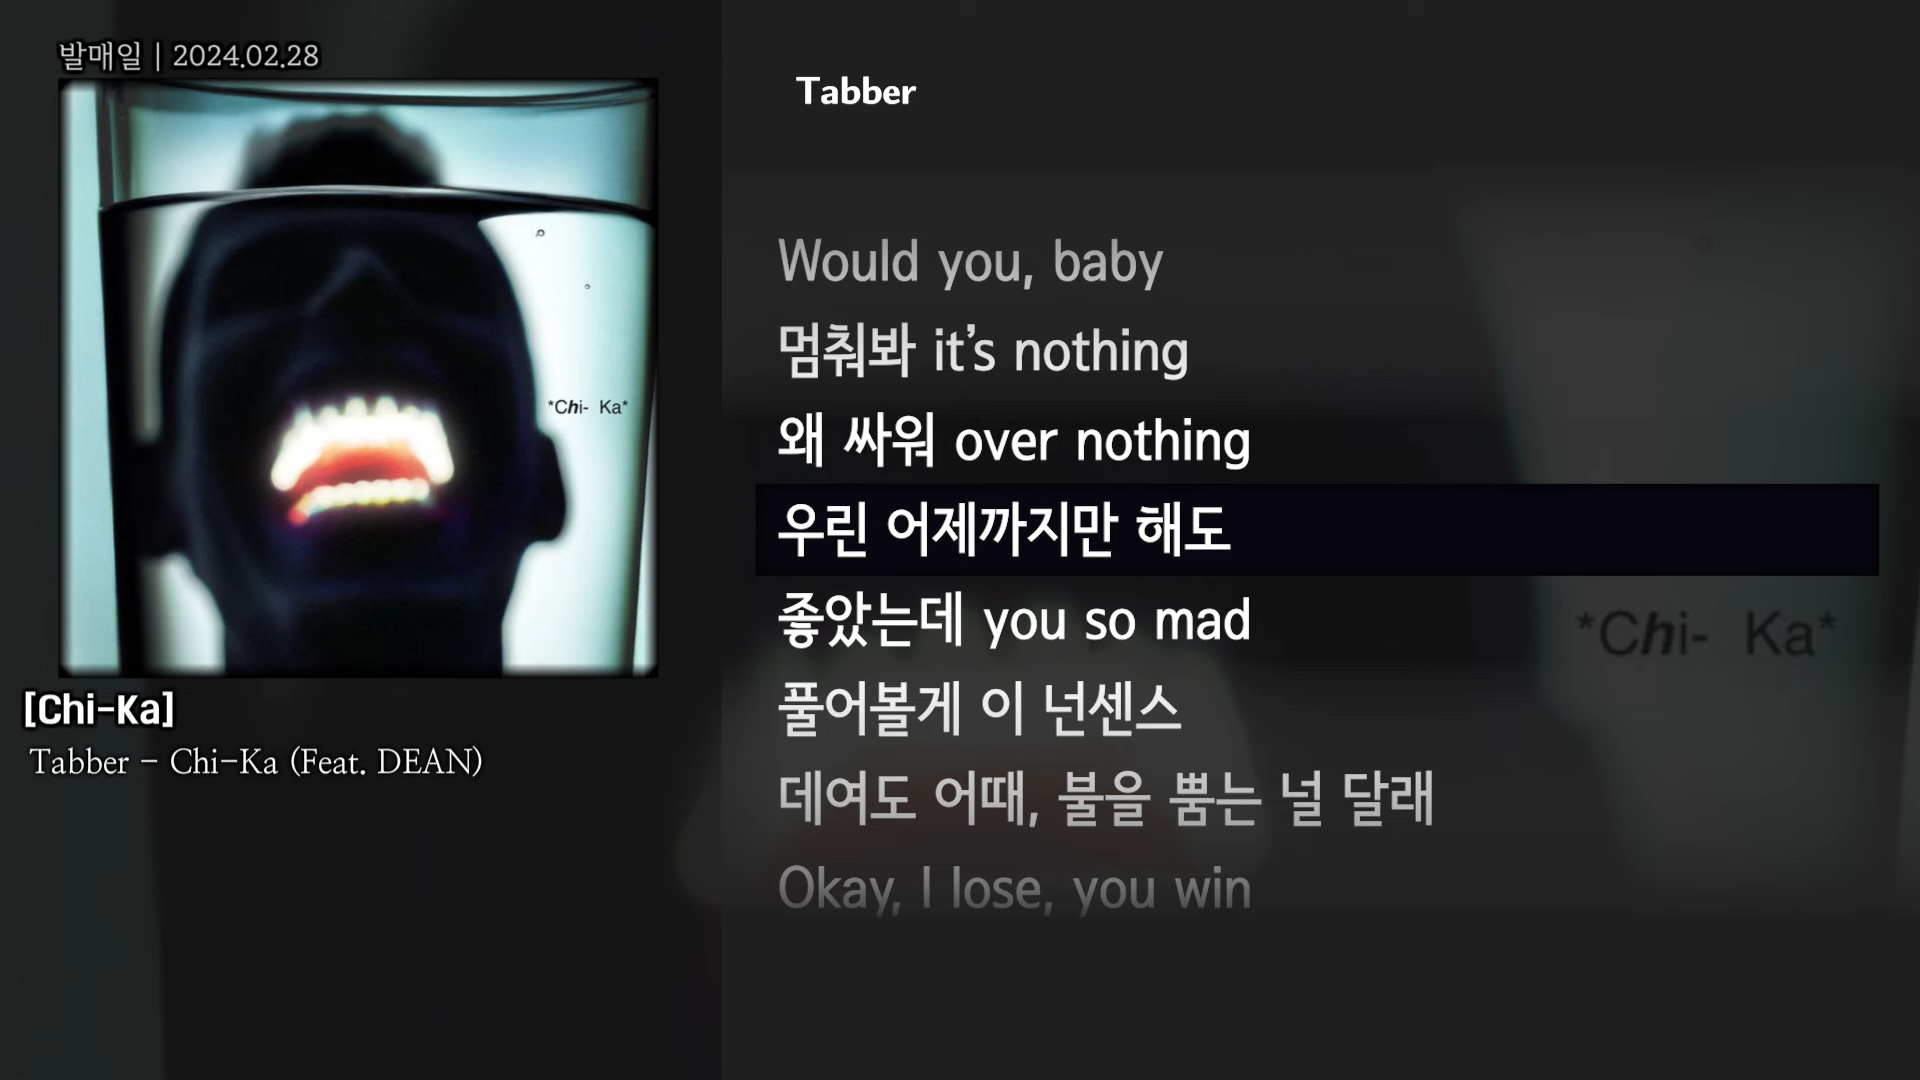 발매일 | 2024.02.28
*Chi- Ka*
[Chi-Ka]
Tabber - Chi-Ka (Feat. DEAN)
Tabber
Would you, baby
멈춰봐 it's nothing
왜 싸워 over nothing
우린 어제까지만 해도
좋았는데 you so mad
풀어볼게 이 넌센스
데여도 어때, 불을 뿜는 널 달래
Okay, I lose, you win
*Chi- Ka*